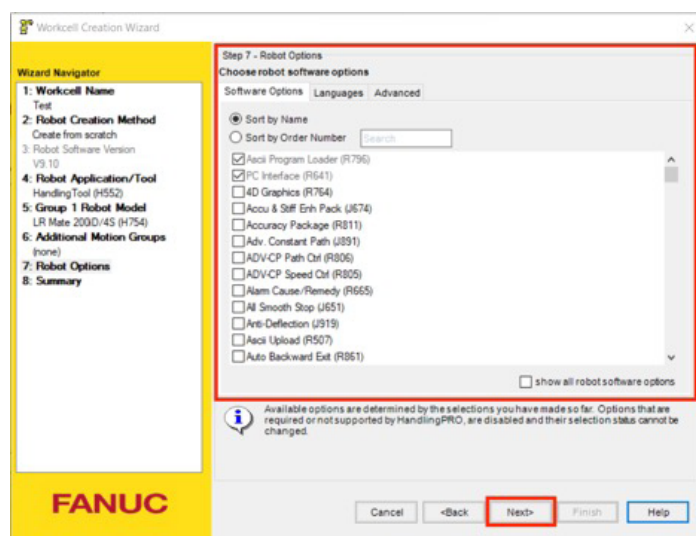 Workcell Creation Wizard
Wizard Navigator
1: Workcell Name
Test
2: Robot Creation Method
Create from scratch
3: Robot Software Version
V9.10
4: Robot Application/Tool
HandlingTool (H552)
5: Group 1 Robot Model
LR Mate 200iD/4S (H754)
6: Additional Motion Groups
(none)
7: Robot Options
8: Summary
FANUC
Step 7 - Robot Options
Choose robot software options
Software Options Languages Advanced
Sort by Name
Sort by Order Number Search
Ascii Program Loader (R796)
PC Interface (R641)
4D Graphics (R764)
Accu & Stiff Enh Pack (J674)
Accuracy Package (R811)
Adv. Constant Path (J891)
ADV-CP Path Ctrl (R806)
ADV-CP Speed Ctrl (R805)
Alarm Cause/Remedy (R665)
All Smooth Stop (J651)
Anti-Deflection (J919)
Ascii Upload (R507)
Auto Backward Exit (R861)
show all robot software options
Available options are determined by the selections you have made so far. Options that are
required or not supported by HandlingPRO, are disabled and their selection status cannot be
changed.
Cancel <Back Next> Finish Help